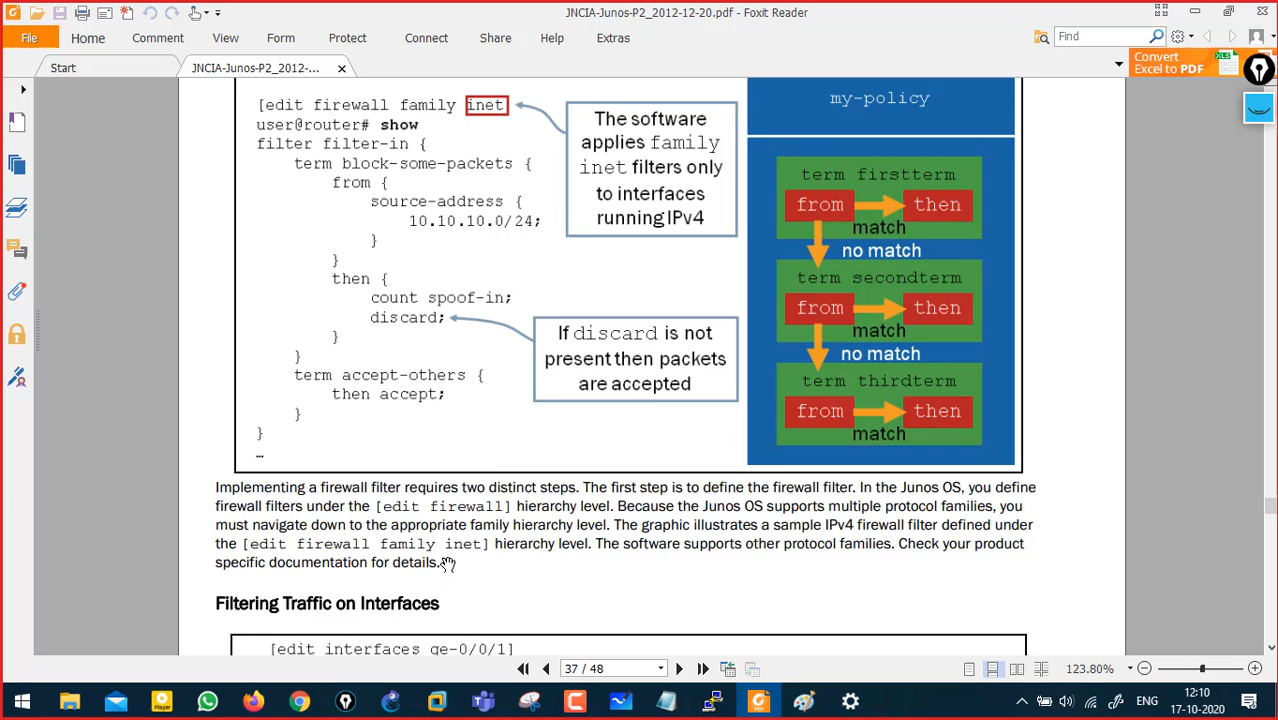 JNCIA-Junos-P2_2012-12-20.pdf - Foxit Reader
File Home Comment View Form Protect Connect Share Help Extras Find
Start JNCIA-Junos-P2_2012-12-...
Convert
Excel to PDF
XLS
[edit firewall family inet
user@router# show
filter filter-in {
term block-some-packets {
from {
source-address {
10.10.10.0/24;
}
}
then {
count spoof-in;
discard;
}
}
term accept-others {
then accept;
}
}
…
The software
applies family
inet filters only
to interfaces
running IPv4
If discard is not
present then packets
are accepted
my-policy
term firstterm
from then
match
no match
term secondterm
from then
match
no match
term thirdterm
from then
match
Implementing a firewall filter requires two distinct steps. The first step is to define the firewall filter. In the Junos OS, you define
firewall filters under the [edit firewall] hierarchy level. Because the Junos OS supports multiple protocol families, you
must navigate down to the appropriate family hierarchy level. The graphic illustrates a sample IPv4 firewall filter defined under
the [edit firewall family inet] hierarchy level. The software supports other protocol families. Check your product
specific documentation for details.
Filtering Traffic on Interfaces
[edit interfaces ge-0/0/1]
37 / 48 123.80%
Player
PDF
ENG
12:10
17-10-2020